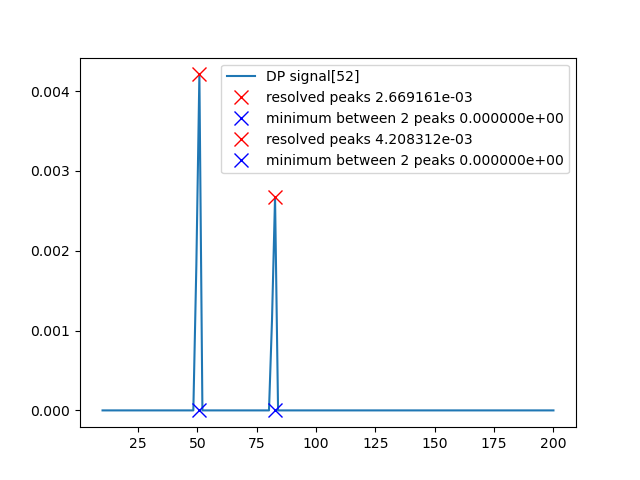 DP signal[52]
resolved peaks 2.669161e-03
minimum between 2 peaks 0.000000e+00
resolved peaks 4.208312e-03
minimum between 2 peaks 0.000000e+00
0.004
0.003
0.002
0.001
0.000
25 50 75 100 125 150 175 200